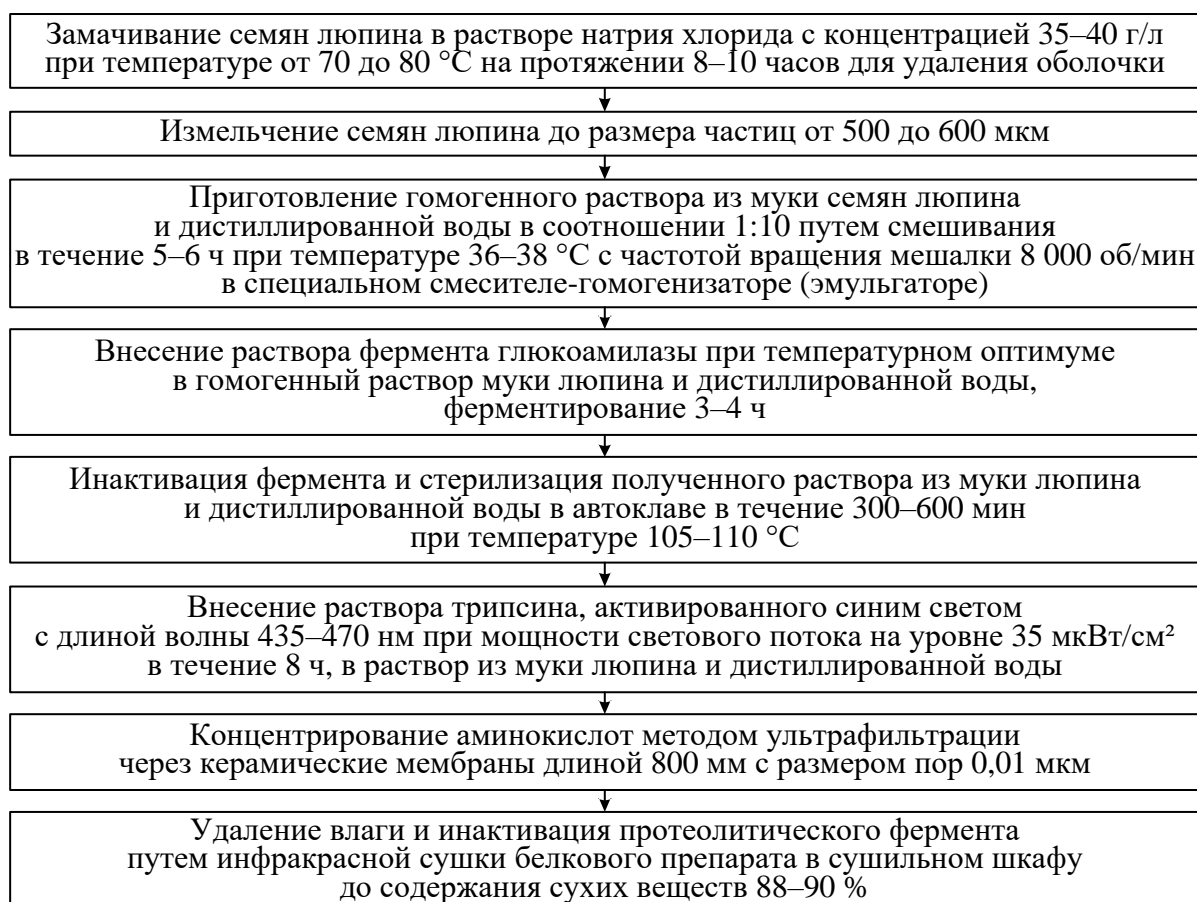 Замачивание семян люпина в растворе натрия хлорида с концентрацией 35–40 г/л
при температуре от 70 до 80 °С на протяжении 8–10 часов для удаления оболочки
Измельчение семян люпина до размера частиц от 500 до 600 мкм
Приготовление гомогенного раствора из муки семян люпина
и дистиллированной воды в соотношении 1:10 путем смешивания
в течение 5–6 ч при температуре 36–38 °С с частотой вращения мешалки 8 000 об/мин
в специальном смесителе-гомогенизаторе (эмульгаторе)
Внесение раствора фермента глюкоамилазы при температурном оптимуме
в гомогенный раствор муки люпина и дистиллированной воды,
ферментирование 3–4 ч
Инактивация фермента и стерилизация полученного раствора из муки люпина
и дистиллированной воды в автоклаве в течение 300–600 мин
при температуре 105–110 °С
Внесение раствора трипсина, активированного синим светом
с длиной волны 435–470 нм при мощности светового потока на уровне 35 мкВт/см²
в течение 8 ч, в раствор из муки люпина и дистиллированной воды
Концентрирование аминокислот методом ультрафильтрации
через керамические мембраны длиной 800 мм с размером пор 0,01 мкм
Удаление влаги и инактивация протеолитического фермента
путем инфракрасной сушки белкового препарата в сушильном шкафу
до содержания сухих веществ 88–90 %